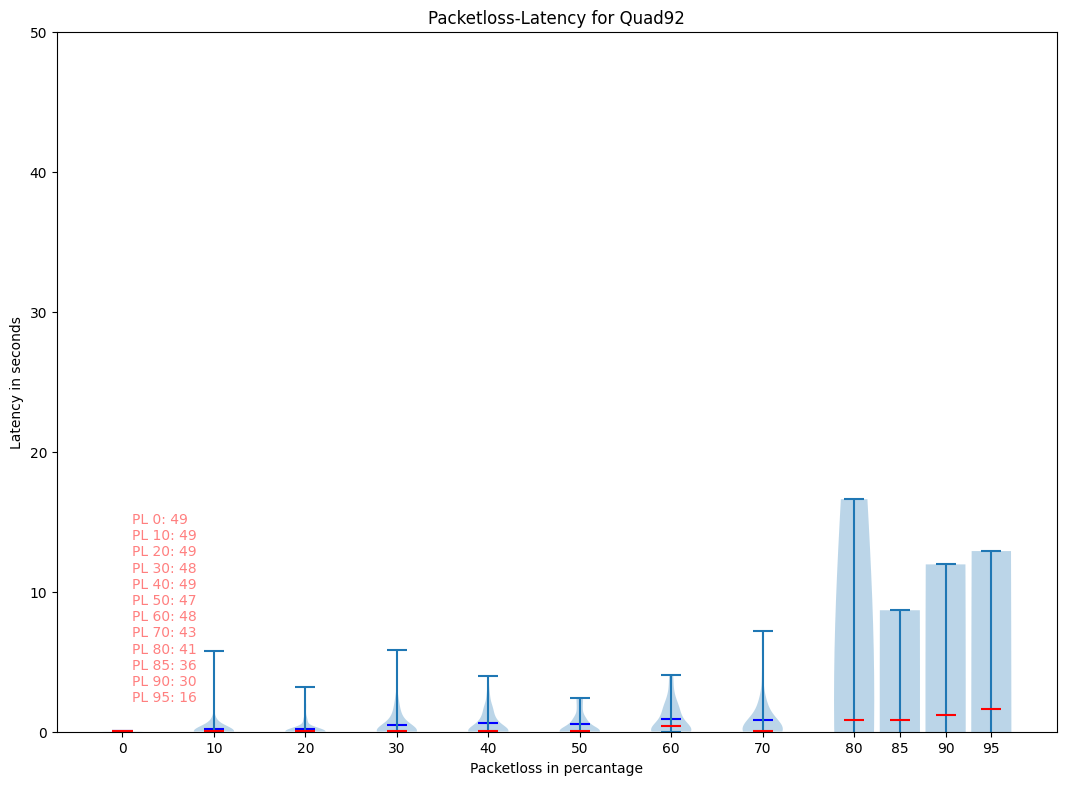 Packetloss-Latency for Quad92
50
40
30
20
10
0
Latency in seconds
PL 0: 49
PL 10: 49
PL 20: 49
PL 30: 48
PL 40: 49
PL 50: 47
PL 60: 48
PL 70: 43
PL 80: 41
PL 85: 36
PL 90: 30
PL 95: 16
0 10 20 30 40 50 60 70 80 85 90 95
Packetloss in percantage